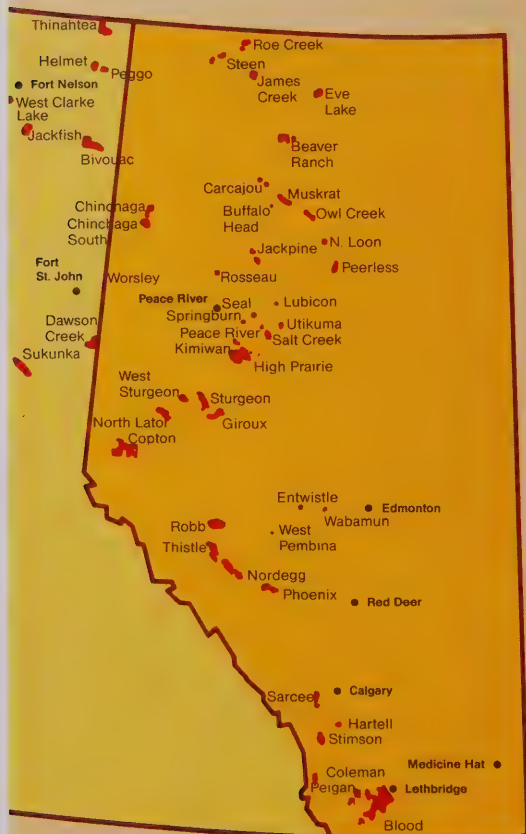 Thinahtea
Roe Creek
Helmet
Steen
Peggo
James
Creek
Fort Nelson
Eve
Lake
West Clarke
Lake
Jackfish
Beaver
Ranch
Bivouac
Carcajou
Muskrat
Chinchaga
Buffalo
Head
Owl Creek
Chinchaga
South
N. Loon
Jackpine
Fort
St. John
Peerless
Worsley
Rosseau
Peace River
Seal
Lubicon
Springburn
Dawson
Creek
Utikuma
Peace River
Salt Creek
Kimiwan
Sukunka
High Prairie
West
Sturgeon
Sturgeon
North Lator
Giroux
Copton
Entwistle
Edmonton
Wabamun
Robb
West
Pembina
Thistle
Nordegg
Phoenix
Red Deer
Sarcee
Calgary
Hartell
Stimson
Medicine Hat
Coleman
Peigan
Lethbridge
Blood